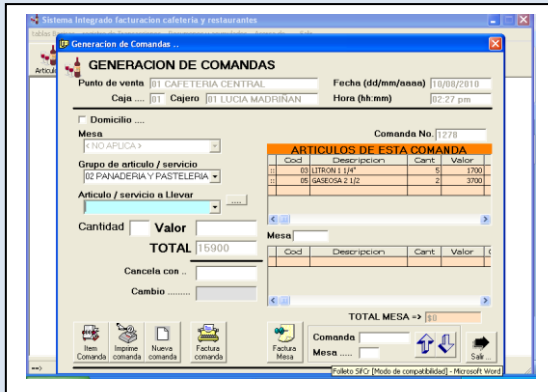 Sistema Integrado facturacion cafeteria y restaurantes
Generacion de Comandas ..
GENERACION DE COMANDAS
Punto de venta 01 CAFETERIA CENTRAL Fecha (dd/mm/aaaa) 10/08/2010
Caja .... 01 Cajero 01 LUCIA MADRIÑAN Hora (hh:mm) 02:27 pm
Domicilio ....
Mesa Comanda No. 1278
< NO APLICA >
ARTICULOS DE ESTA COMANDA
Grupo de articulo / servicio Cod Descripcion Cant Valor
02 PANADERIA Y PASTELERIA 03 LITRON 1 1/4" 5 1700
05 GASEOSA 2 1/2 2 3700
Articulo / servicio a Llevar
....
Cantidad Valor
Mesa
TOTAL 15900 Cod Descripcion Cant Valor
Cancela con ..
Cambio .........
TOTAL MESA => $0
Item Comanda Imprime comanda Nueva comanda Factura comanda Factura Mesa Comanda
Mesa ..... Salir...
Folleto SifCr [Modo de compatibilidad] - Microsoft Word